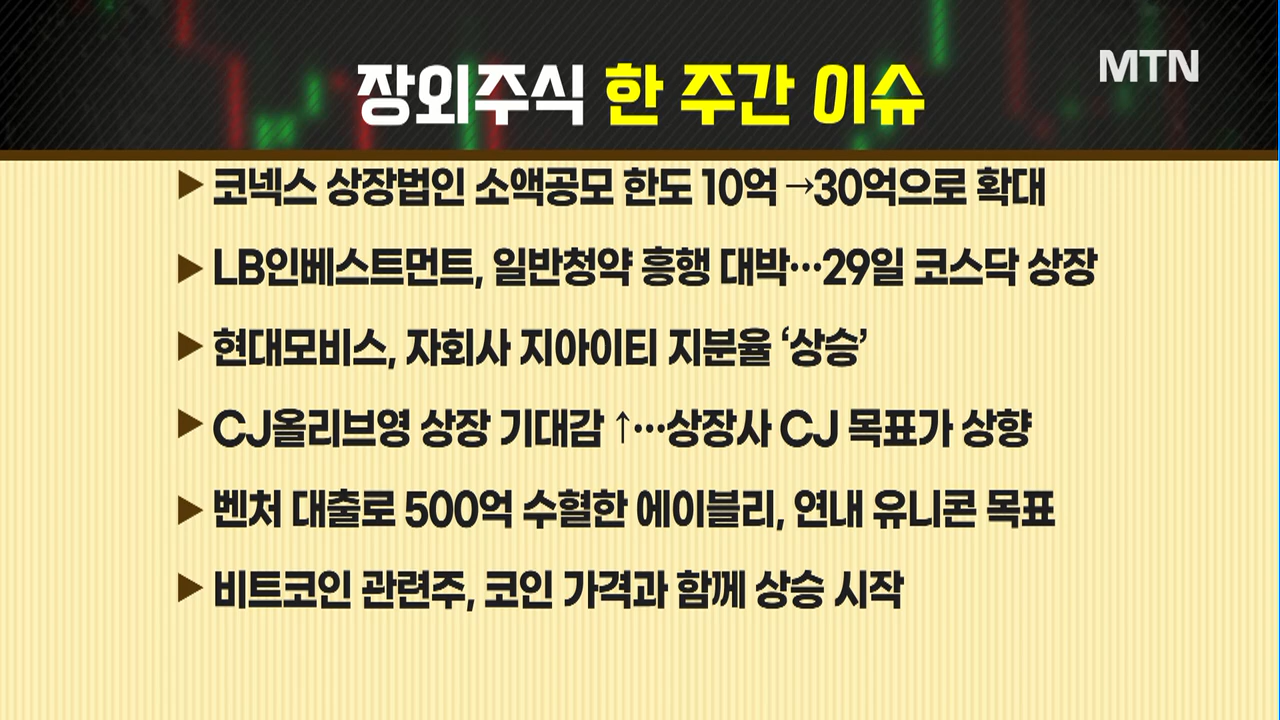 장외주식 한 주간 이슈
MTN
▶ 코넥스 상장법인 소액공모 한도 10억 →30억으로 확대
▶ LB인베스트먼트, 일반청약 흥행 대박…29일 코스닥 상장
▶ 현대모비스, 자회사 지아이티 지분율 ‘상승’
▶ CJ올리브영 상장 기대감 ↑…상장사 CJ 목표가 상향
▶ 벤처 대출로 500억 수혈한 에이블리, 연내 유니콘 목표
▶ 비트코인 관련주, 코인 가격과 함께 상승 시작